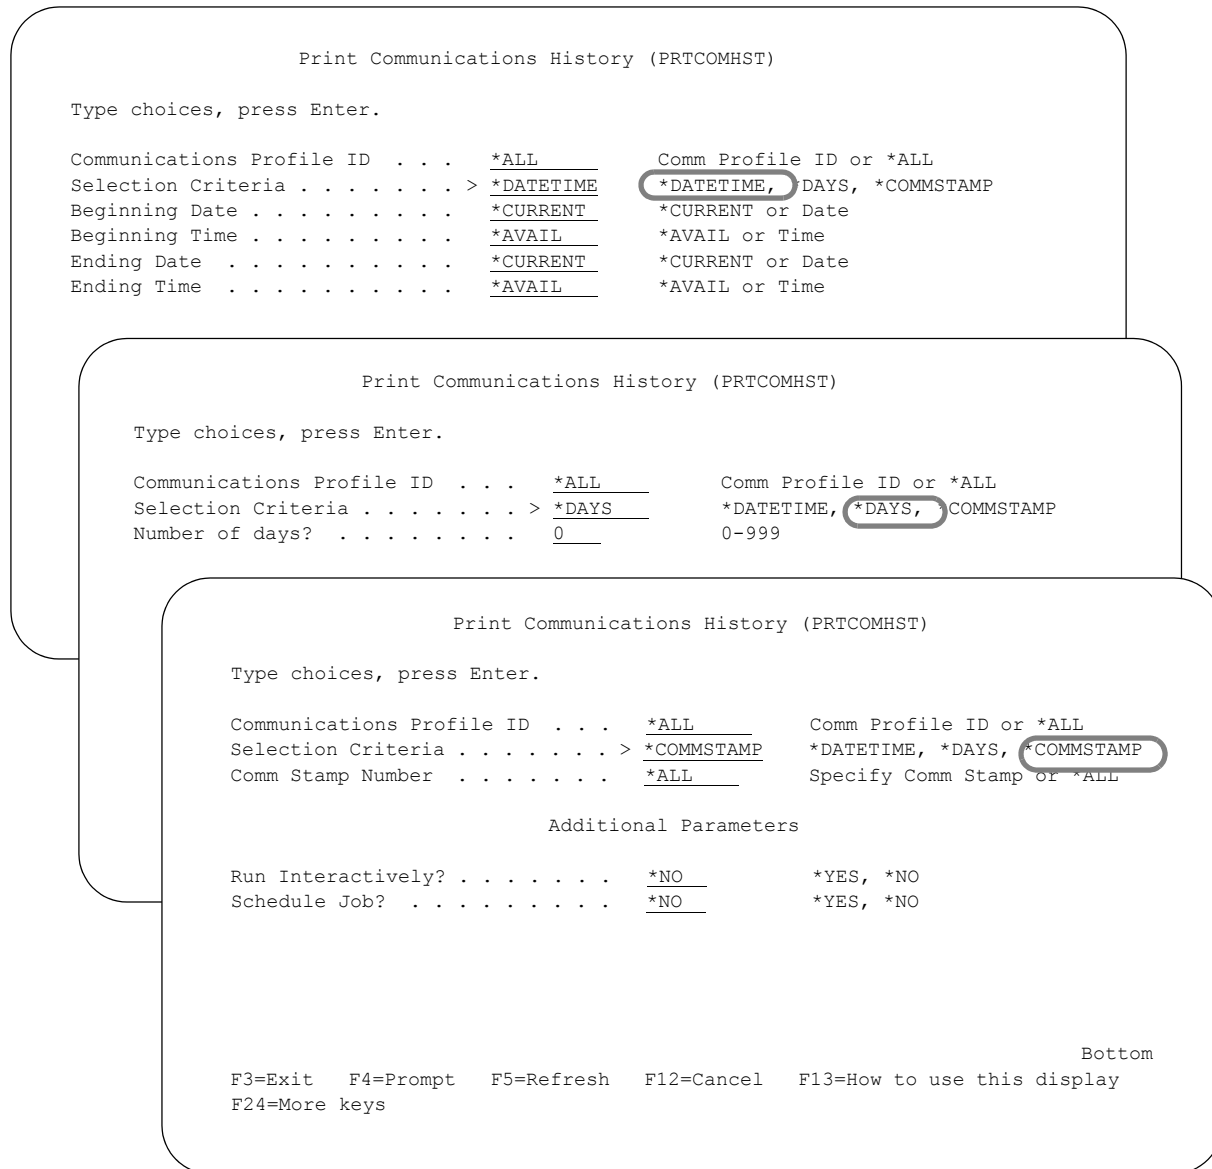 Print Communications History (PRTCOMHST)
Type choices, press Enter.
Communications Profile ID . . . *ALL Comm Profile ID or *ALL
Selection Criteria . . . . . . . > *DATETIME *DATETIME, *DAYS, *COMMSTAMP
Beginning Date . . . . . . . . . *CURRENT *CURRENT or Date
Beginning Time . . . . . . . . . *AVAIL *AVAIL or Time
Ending Date . . . . . . . . . . *CURRENT *CURRENT or Date
Ending Time . . . . . . . . . . *AVAIL *AVAIL or Time
Print Communications History (PRTCOMHST)
Type choices, press Enter.
Communications Profile ID . . . *ALL Comm Profile ID or *ALL
Selection Criteria . . . . . . . > *DAYS *DATETIME, *DAYS, *COMMSTAMP
Number of days? . . . . . . . . 0 0-999
Print Communications History (PRTCOMHST)
Type choices, press Enter.
Communications Profile ID . . . *ALL Comm Profile ID or *ALL
Selection Criteria . . . . . . . > *COMMSTAMP *DATETIME, *DAYS, *COMMSTAMP
Comm Stamp Number . . . . . . . *ALL Specify Comm Stamp or *ALL
Additional Parameters
Run Interactively? . . . . . . . *NO *YES, *NO
Schedule Job? . . . . . . . . . *NO *YES, *NO
Bottom
F3=Exit F4=Prompt F5=Refresh F12=Cancel F13=How to use this display
F24=More keys